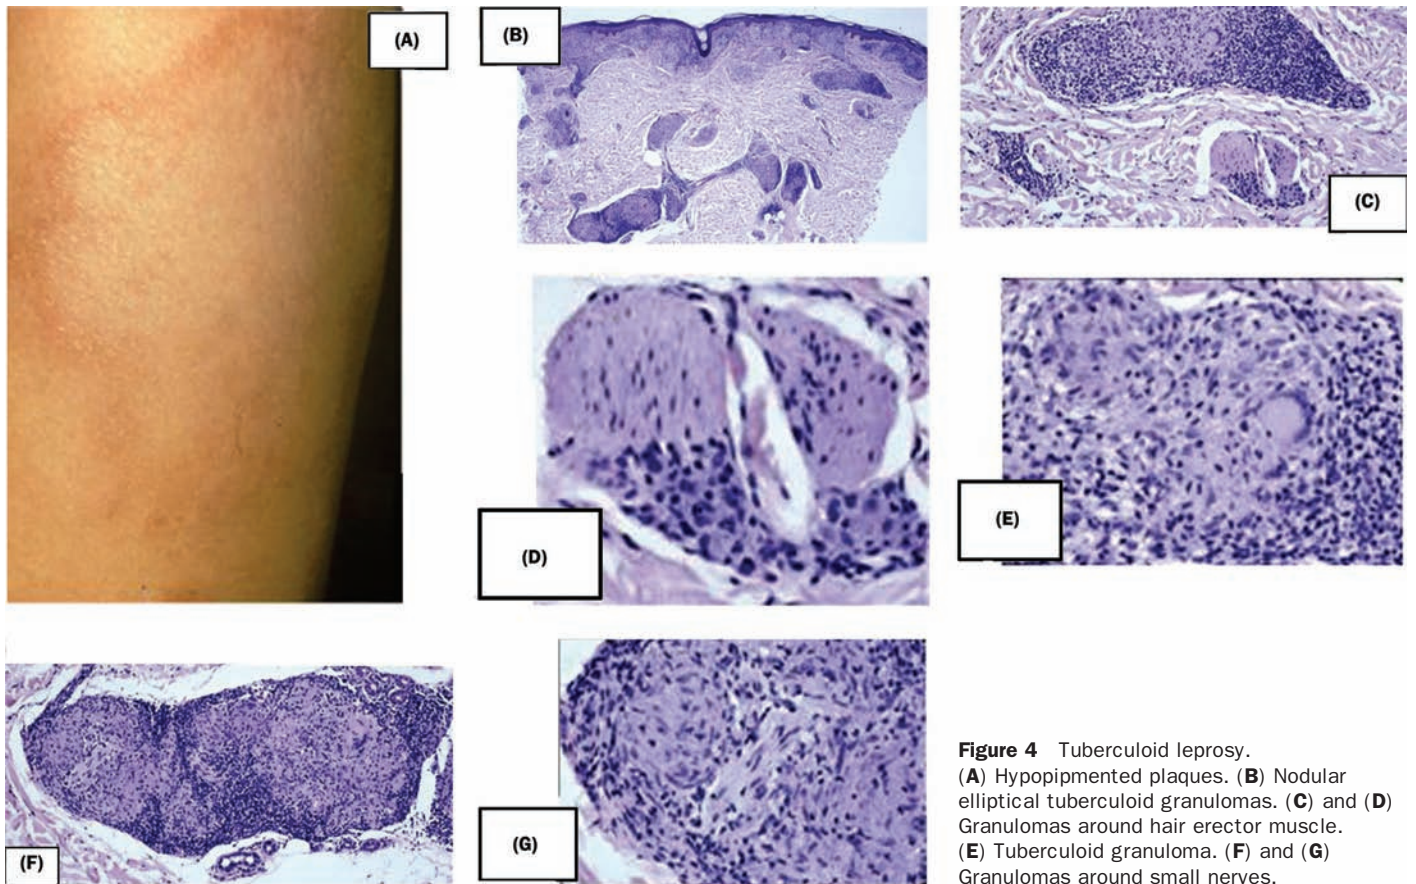 (A)
(B)
(C)
(D)
(E)
(F)
(G)
Figure 4 Tuberculoid leprosy.
(A) Hypopipmented plaques. (B) Nodular
elliptical tuberculoid granulomas. (C) and (D)
Granulomas around hair erector muscle.
(E) Tuberculoid granuloma. (F) and (G)
Granulomas around small nerves.